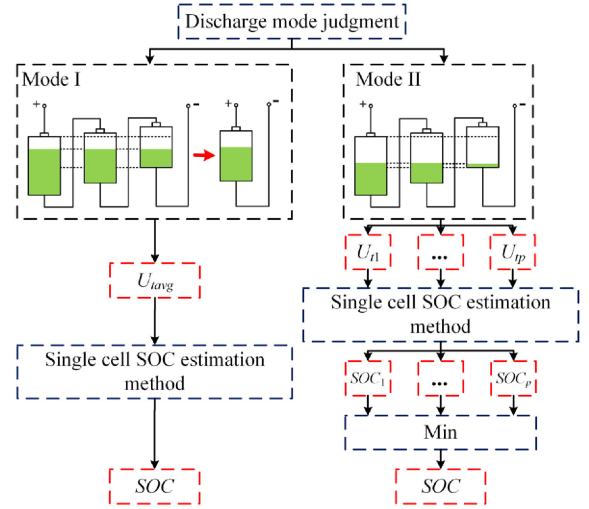 Discharge mode judgment
Mode I
+ - + -
U_tavg
Single cell SOC estimation
method
SOC
Mode II
+ -
U_t1 ... U_tp
Single cell SOC estimation
method
SOC_1 ... SOC_p
Min
SOC